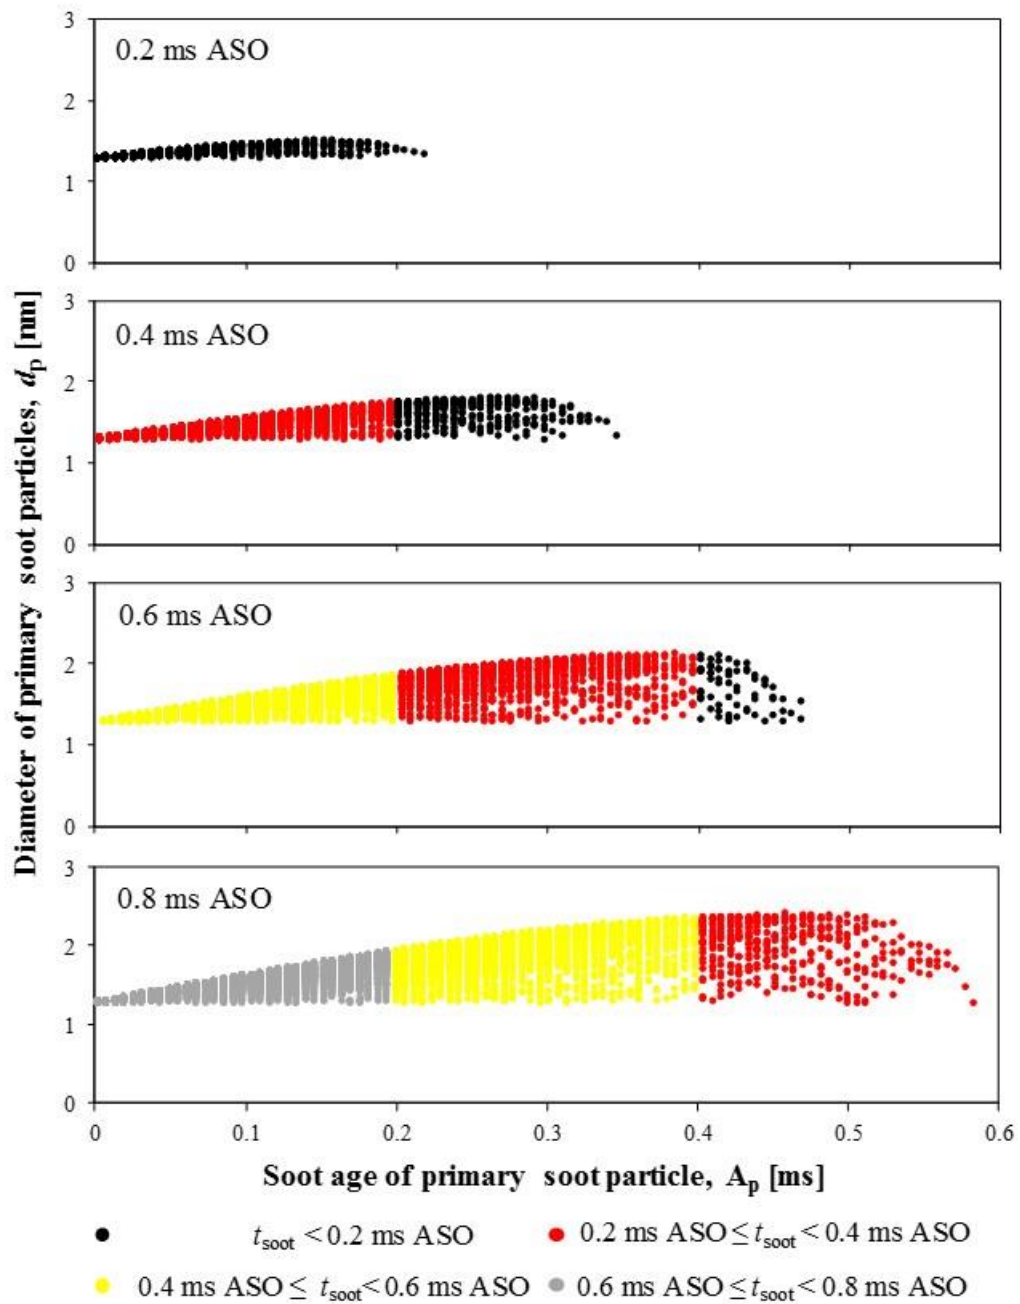 3
0.2 ms ASO
2
1
0
3
0.4 ms ASO
2
1
0
Diameter of primary soot particles, dp [nm]
3
0.6 ms ASO
2
1
0
3
0.8 ms ASO
2
1
0
0 0.1 0.2 0.3 0.4 0.5 0.6
Soot age of primary soot particle, Ap [ms]
tsoot < 0.2 ms ASO
0.2 ms ASO ≤ tsoot < 0.4 ms ASO
0.4 ms ASO ≤ tsoot < 0.6 ms ASO
0.6 ms ASO ≤ tsoot < 0.8 ms ASO